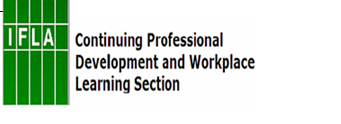 IFLA
Continuing Professional
Development and Workplace
Learning Section